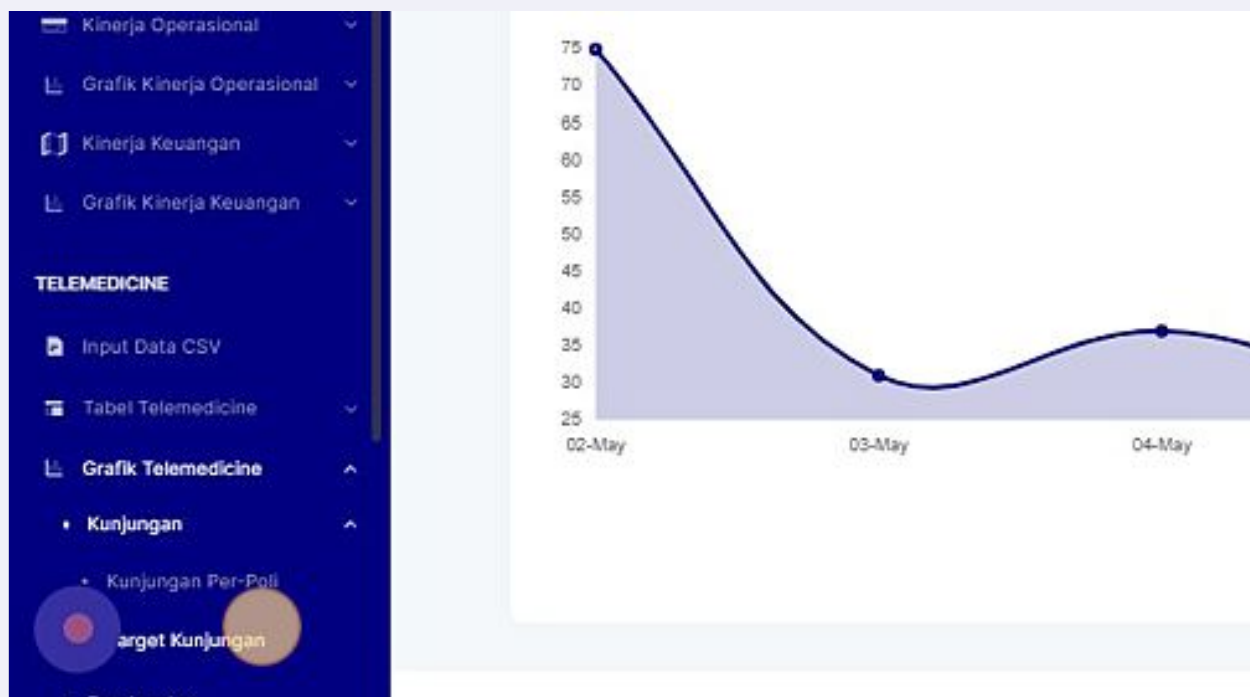 Kinerja Operasional
Grafik Kinerja Operasional
Kinerja Keuangan
Grafik Kinerja Keuangan
TELEMEDICINE
Input Data CSV
Tabel Telemedicine
Grafik Telemedicine
Kunjungan
Kunjungan Per-Poli
arget Kunjungan
75
70
65
60
55
50
45
40
35
30
25
02-May
03-May
04-May